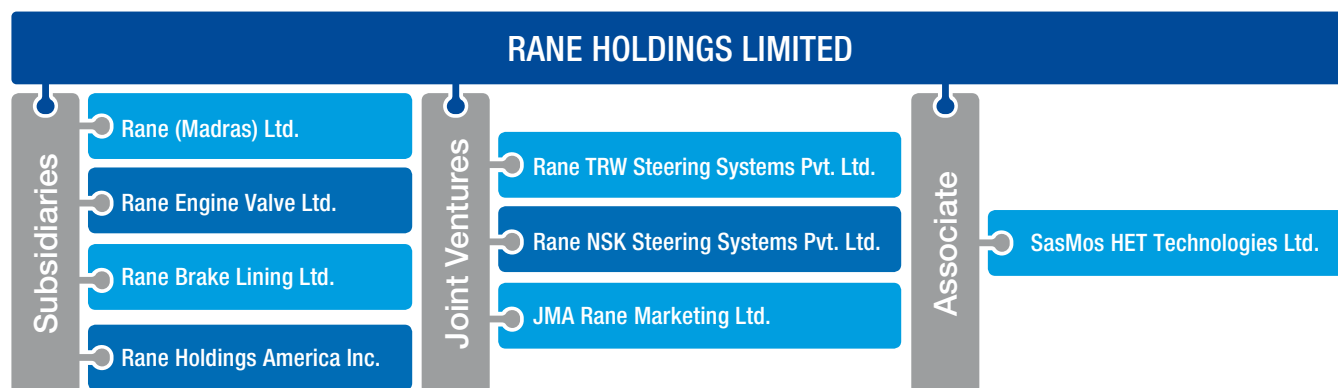 RANE HOLDINGS LIMITED
Subsidiaries
Rane (Madras) Ltd.
Rane Engine Valve Ltd.
Rane Brake Lining Ltd.
Rane Holdings America Inc.
Joint Ventures
Rane TRW Steering Systems Pvt. Ltd.
Rane NSK Steering Systems Pvt. Ltd.
JMA Rane Marketing Ltd.
Associate
SasMos HET Technologies Ltd.